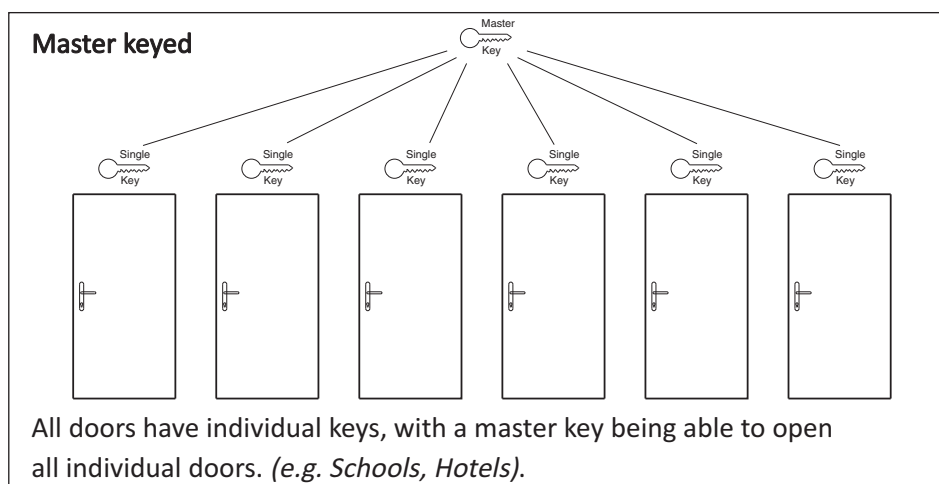 Master keyed
Master
Key
Single
Key
Single
Key
Single
Key
Single
Key
Single
Key
Single
Key
All doors have individual keys, with a master key being able to open
all individual doors. (e.g. Schools, Hotels).